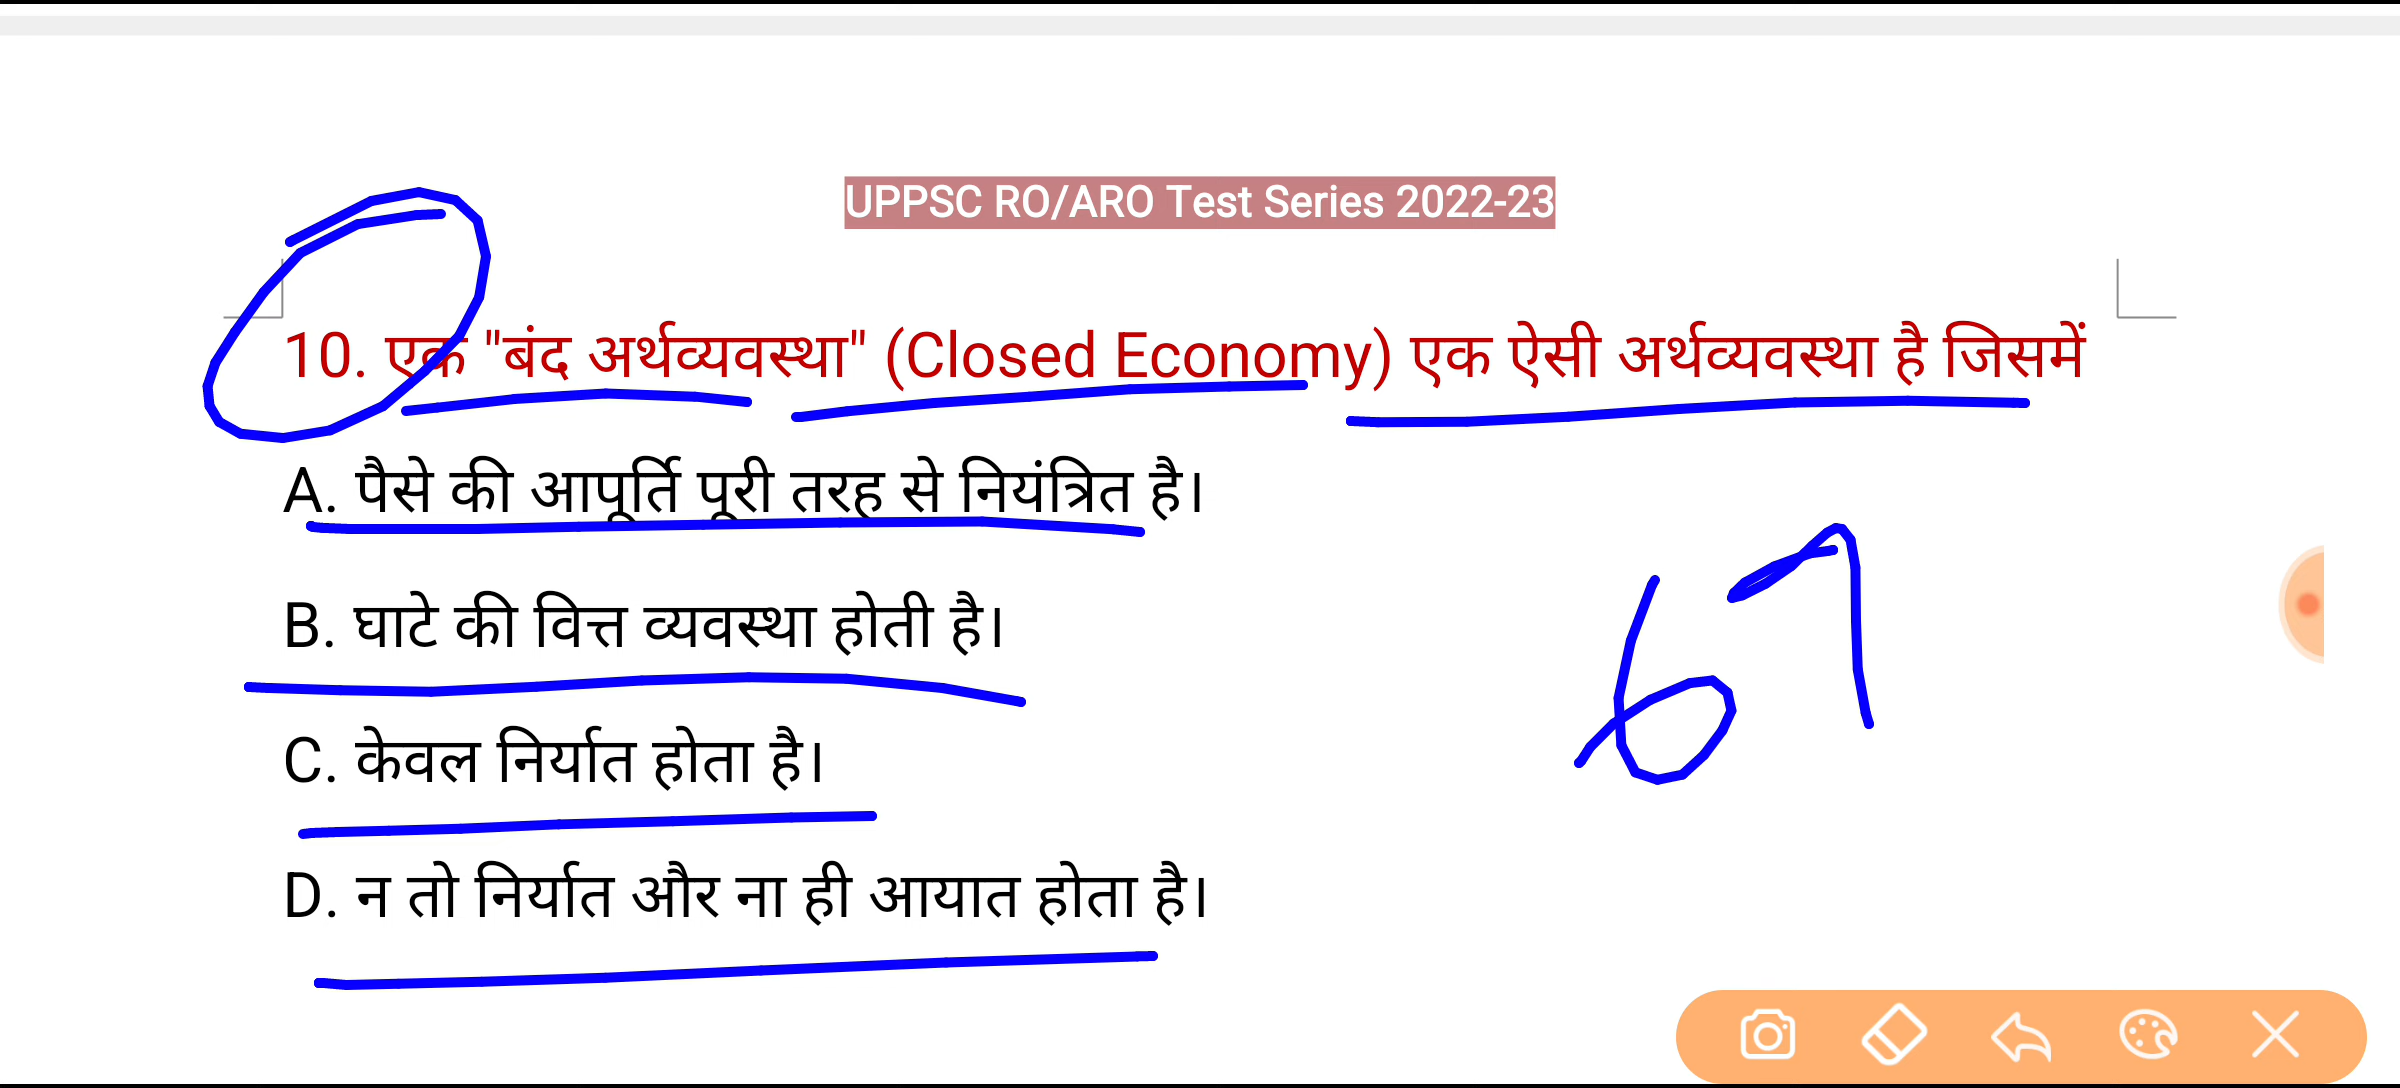 UPPSC RO/ARO Test Series 2022-23
10. एक "बंद अर्थव्यवस्था" (Closed Economy) एक ऐसी अर्थव्यवस्था है जिसमें
A. पैसे की आपूर्ति पूरी तरह से नियंत्रित है।
B. घाटे की वित्त व्यवस्था होती है।
C. केवल निर्यात होता है।
D. न तो निर्यात और ना ही आयात होता है।